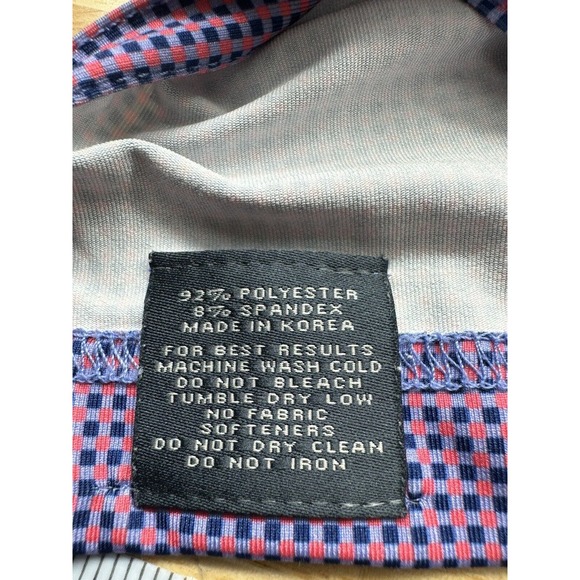 92% POLYESTER
8% SPANDEX
MADE IN KOREA
FOR BEST RESULTS
MACHINE WASH COLD
DO NOT BLEACH
TUMBLE DRY LOW
NO FABRIC
SOFTENERS
DO NOT DRY CLEAN
DO NOT IRON